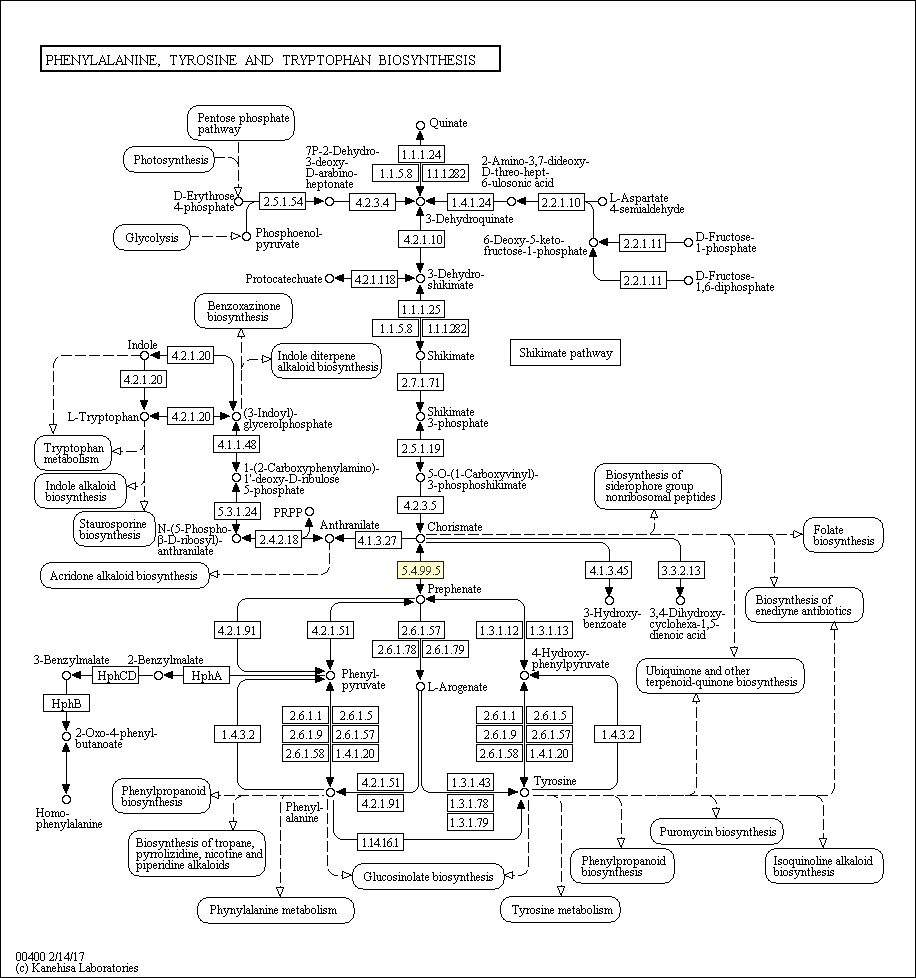 PHENYLALANINE, TYROSINE AND TRYPTOPHAN BIOSYNTHESIS
Pentose phosphate
pathway
Photosynthesis
Glycolysis
D-Erythrose
4-phosphate
Phosphoenol-
pyruvate
2.5.1.54
7P-2-Dehydro-
3-deoxy-
D-arabino-
heptonate
4.2.3.4
Quinate
1.1.1.24
1.1.5.8
1.1.1.282
3-Dehydroquinate
1.4.1.24
2-Amino-3,7-dideoxy-
D-threo-hept-
6-ulosonic acid
2.2.1.10
L-Aspartate
4-semialdehyde
6-Deoxy-5-keto-
fructose-1-phosphate
2.2.1.11
D-Fructose-
1-phosphate
2.2.1.11
D-Fructose-
1,6-diphosphate
4.2.1.10
Protocatechuate
4.2.1.118
3-Dehydro-
shikimate
1.1.1.25
1.1.5.8
1.1.1.282
Shikimate
Shikimate pathway
2.7.1.71
Shikimate
3-phosphate
2.5.1.19
5-O-(1-Carboxyvinyl)-
3-phosphoshikimate
4.2.3.5
Chorismate
Benzoxazinone
biosynthesis
Indole
4.2.1.20
Indole diterpene
alkaloid biosynthesis
4.2.1.20
L-Tryptophan
4.2.1.20
(3-Indoyl)-
glycerolphosphate
Tryptophan
metabolism
4.1.1.48
Indole alkaloid
biosynthesis
1-(2-Carboxyphenylamino)-
1'-deoxy-D-ribulose
5-phosphate
Staurosporine
biosynthesis
5.3.1.24
PRPP
N-(5-Phospho-
β-D-ribosyl)-
anthranilate
2.4.2.18
Anthranilate
4.1.3.27
Acridone alkaloid biosynthesis
Biosynthesis of
siderophore group
nonribosomal peptides
Folate
biosynthesis
5.4.99.5
4.1.3.45
3.3.2.13
Prephenate
3-Hydroxy-
benzoate
3,4-Dihydroxy-
cyclohexa-1,5-
dienoic acid
Biosynthesis of
enediyne antibiotics
4.2.1.91
4.2.1.51
2.6.1.57
2.6.1.78
2.6.1.79
1.3.1.12
1.3.1.13
3-Benzylmalate
2-Benzylmalate
HphCD
HphA
HphB
Phenyl-
pyruvate
L-Arogenate
4-Hydroxy-
phenylpyruvate
Ubiquinone and other
terpenoid-quinone biosynthesis
2-Oxo-4-phenyl-
butanoate
1.4.3.2
2.6.1.1
2.6.1.5
2.6.1.9
2.6.1.57
2.6.1.58
1.4.1.20
2.6.1.1
2.6.1.5
2.6.1.9
2.6.1.57
2.6.1.58
1.4.1.20
1.4.3.2
Homo-
phenylalanine
Phenylpropanoid
biosynthesis
Phenyl-
alanine
4.2.1.51
4.2.1.91
1.3.1.43
1.3.1.78
1.3.1.79
Tyrosine
1.14.16.1
Biosynthesis of tropane,
pyrrolizidine, nicotine and
piperidine alkaloids
Glucosinolate biosynthesis
Phenylpropanoid
biosynthesis
Puromycin biosynthesis
Isoquinoline alkaloid
biosynthesis
Phynylalanine metabolism
Tyrosine metabolism
00400 2/14/17
(c) Kanehisa Laboratories